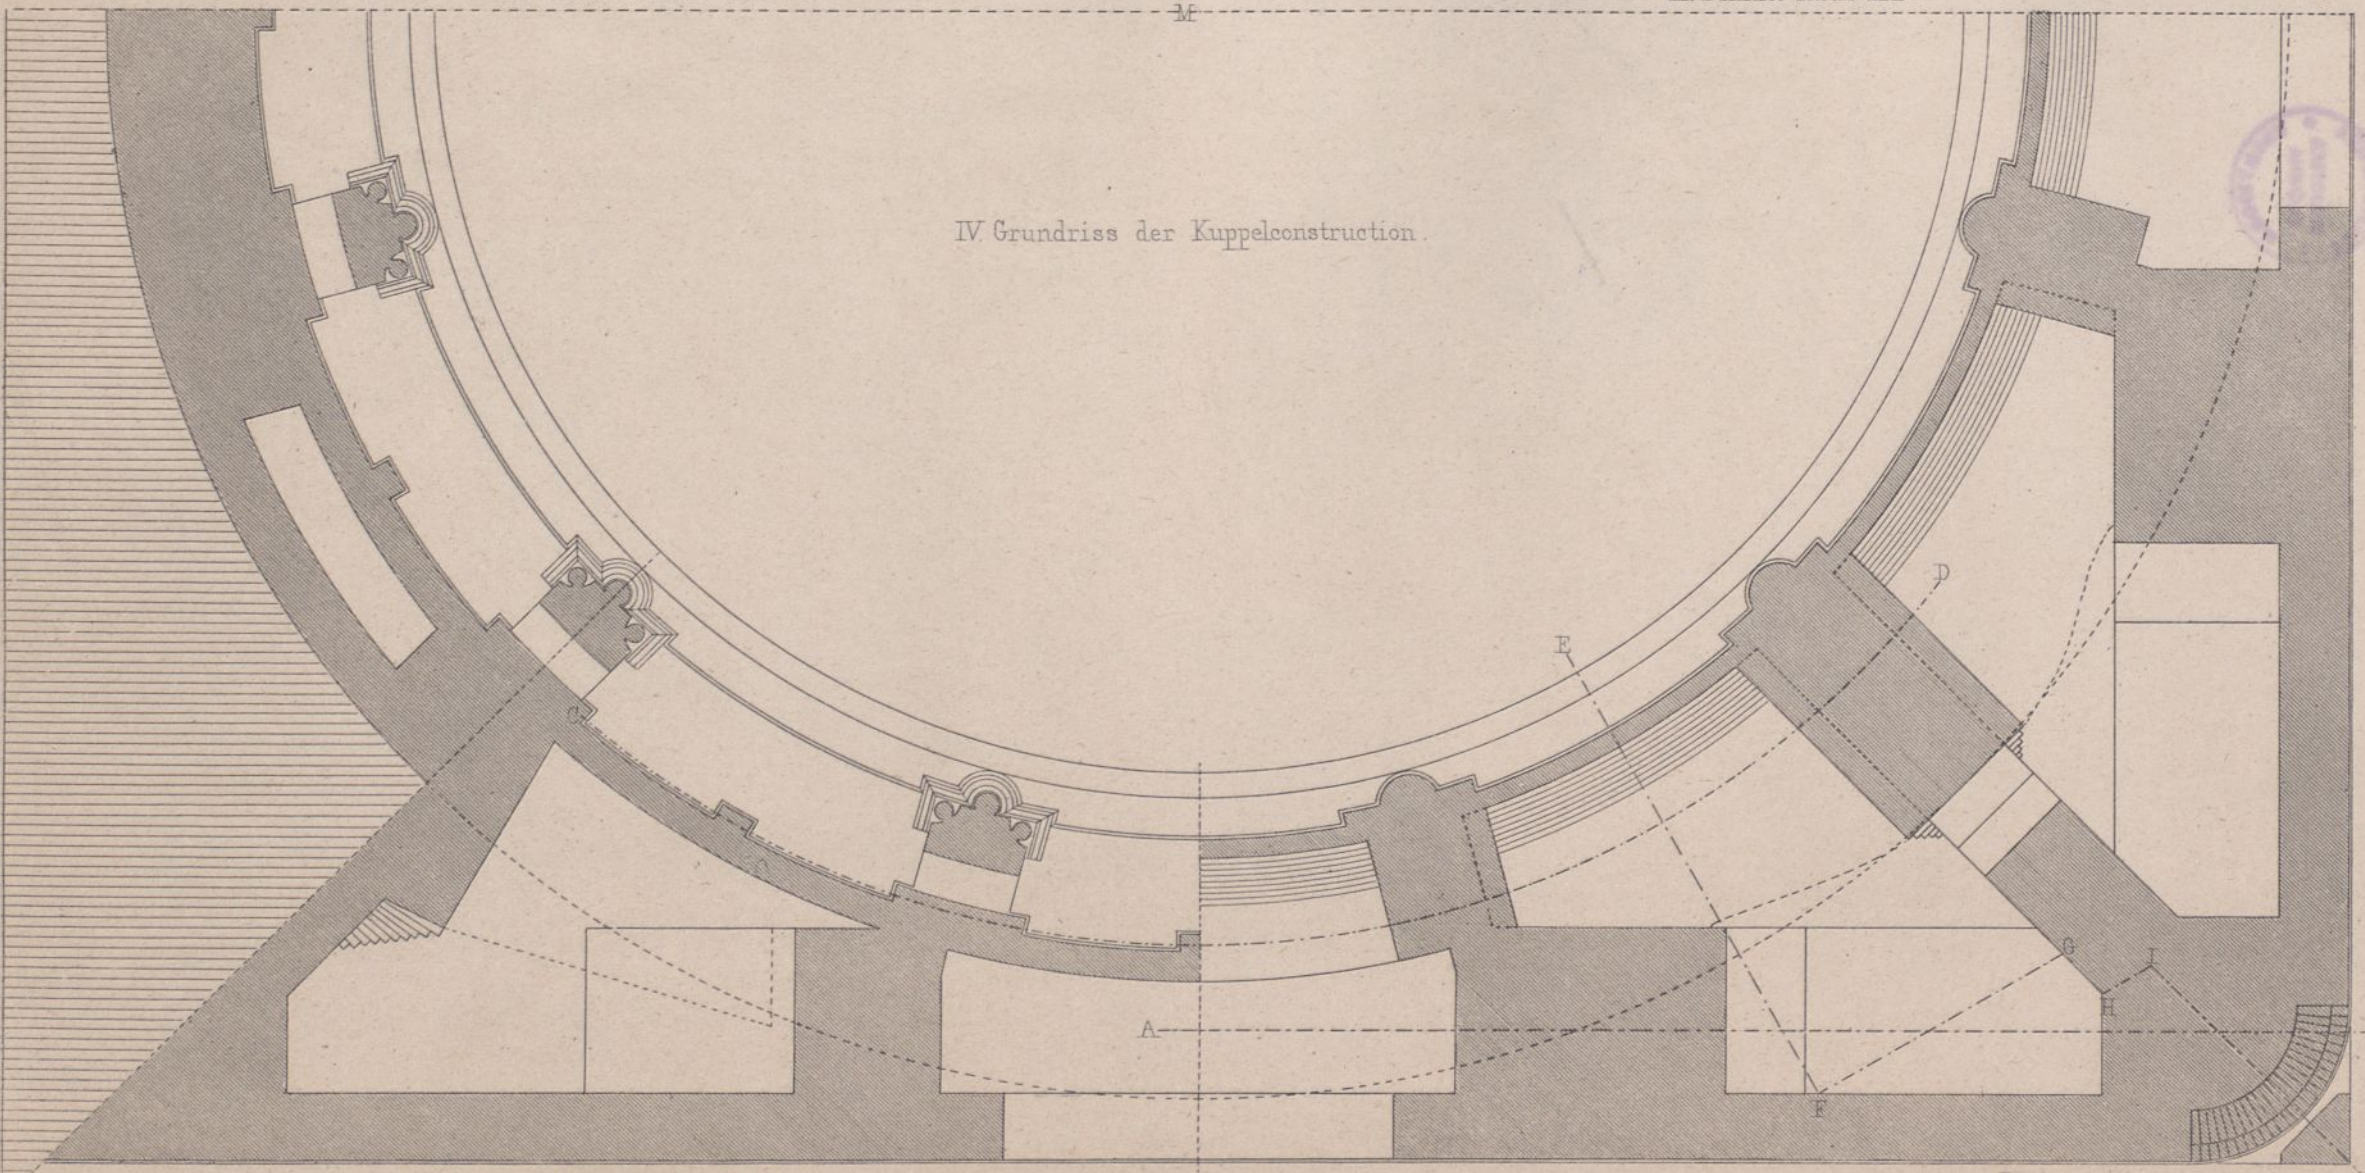 M
IV. Grundriss der Kuppelconstruction.
D
E
C
G
I
H
A
F